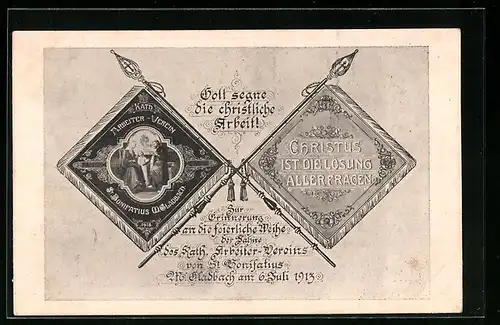 Gott segne
die christliche
Arbeit!
KATH.
ARBEITER-VEREIN
ST. BONIFATIUS M. GLADBACH
1913
CHRISTUS
IST DIE LÖSUNG
ALLER FRAGEN
Zur
Erinnerung
an die feierliche Weihe
der Fahne
des Kath. Arbeiter-Vereins
von St. Bonifatius
M. Gladbach am 6. Juli 1913